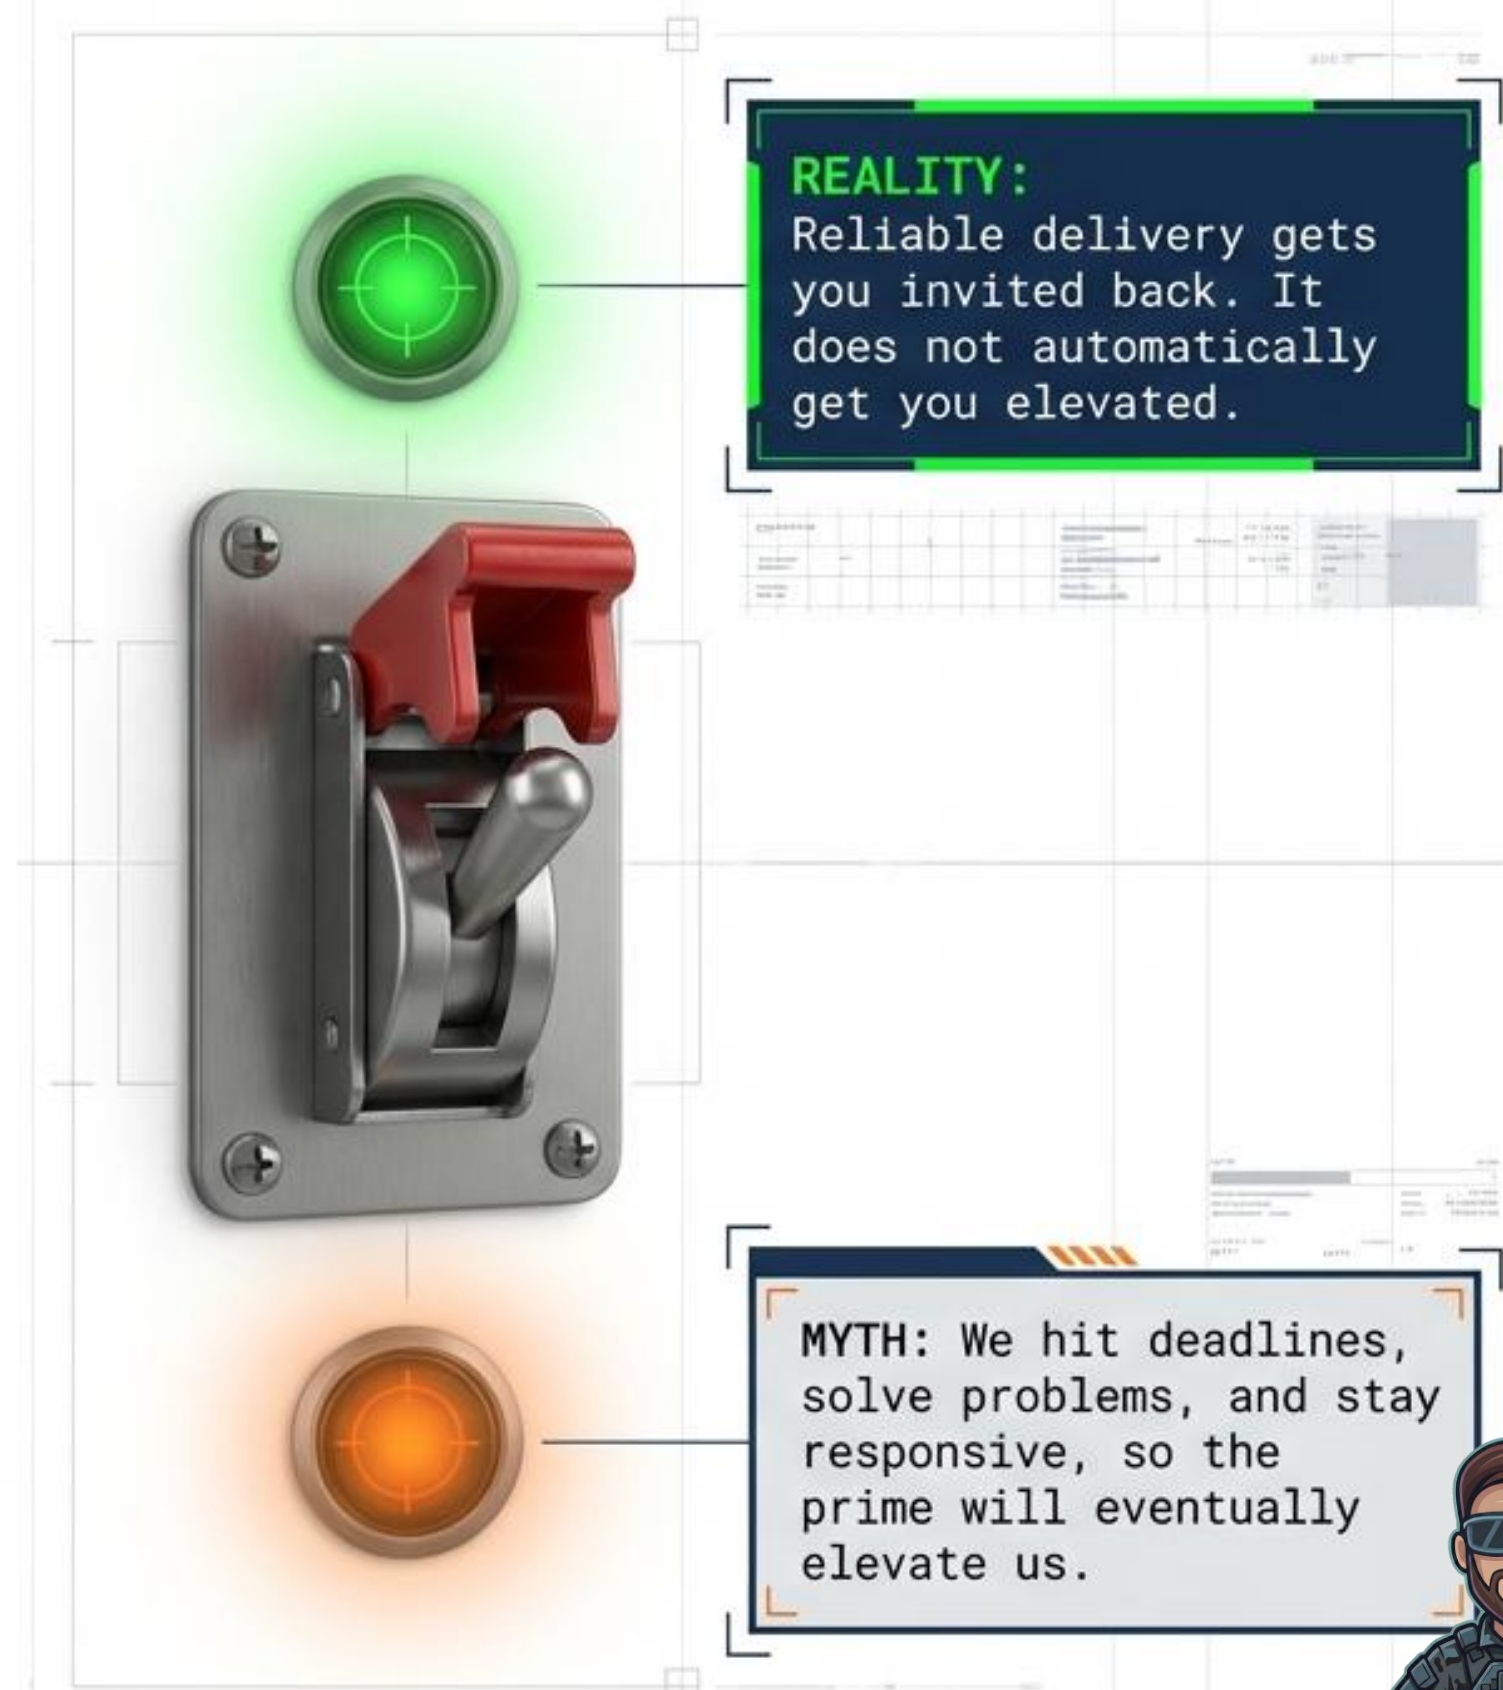 REALITY:
Reliable delivery gets
you invited back. It
does not automatically
get you elevated.
MYTH: We hit deadlines,
solve problems, and stay
responsive, so the
prime will eventually
elevate us.